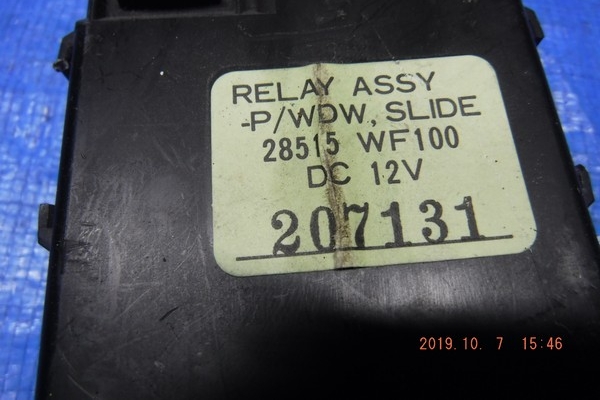 RELAY ASSY
-P/WDW, SLIDE
28515 WF100
DC 12V
207131
2019.10. 7 15:46